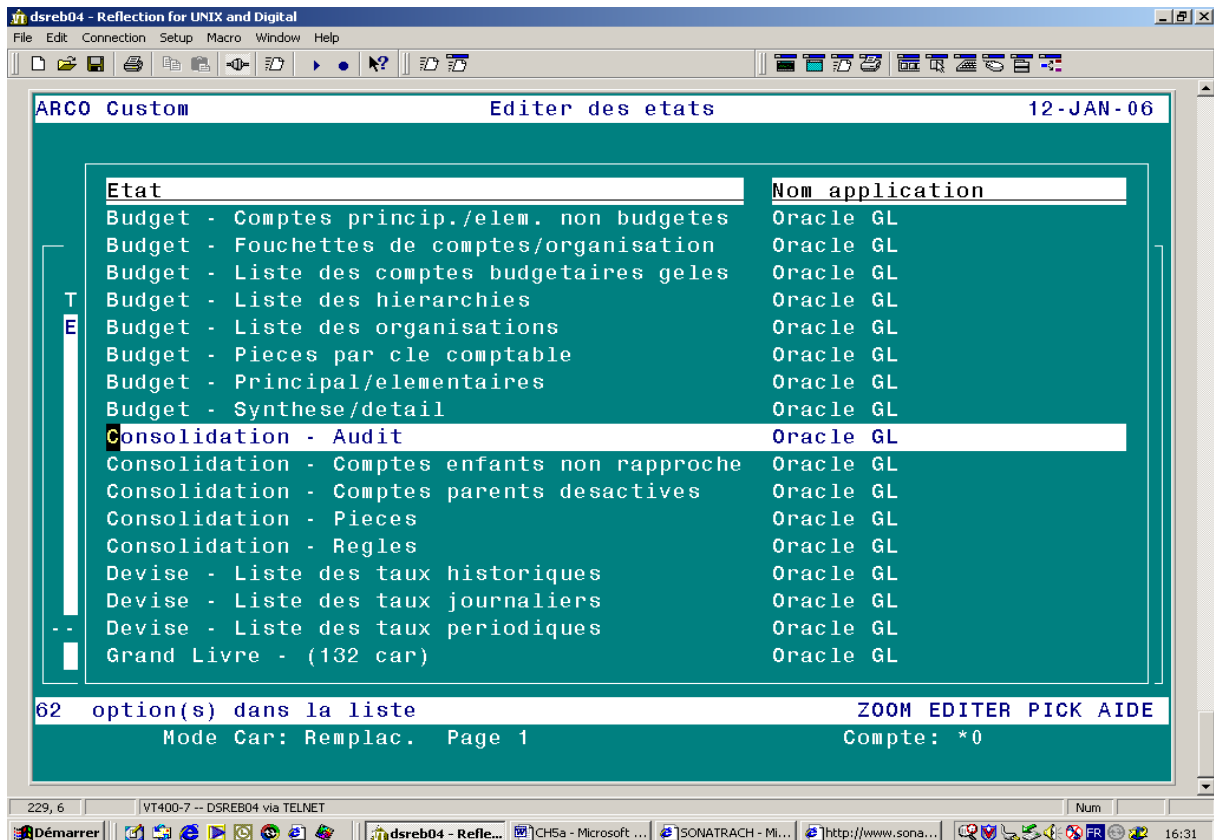 dsreb04 - Reflection for UNIX and Digital
File Edit Connection Setup Macro Window Help
ARCO Custom Editer des etats 12-JAN-06
Etat Nom application
Budget - Comptes princip./elem. non budgetes Oracle GL
Budget - Fouchettes de comptes/organisation Oracle GL
Budget - Liste des comptes budgetaires geles Oracle GL
T Budget - Liste des hierarchies Oracle GL
E Budget - Liste des organisations Oracle GL
Budget - Pieces par cle comptable Oracle GL
Budget - Principal/elementaires Oracle GL
Budget - Synthese/detail Oracle GL
Consolidation - Audit Oracle GL
Consolidation - Comptes enfants non rapproche Oracle GL
Consolidation - Comptes parents desactives Oracle GL
Consolidation - Pieces Oracle GL
Consolidation - Regles Oracle GL
Devise - Liste des taux historiques Oracle GL
Devise - Liste des taux journaliers Oracle GL
-- Devise - Liste des taux periodiques Oracle GL
Grand Livre - (132 car) Oracle GL
62 option(s) dans la liste ZOOM EDITER PICK AIDE
Mode Car: Remplac. Page 1 Compte: *0
229, 6 VT400-7 -- DSREB04 via TELNET Num
Démarrer dsreb04 - Refle... CH5a - Microsoft ... SONATRACH - Mi... http://www.sona... FR 16:31